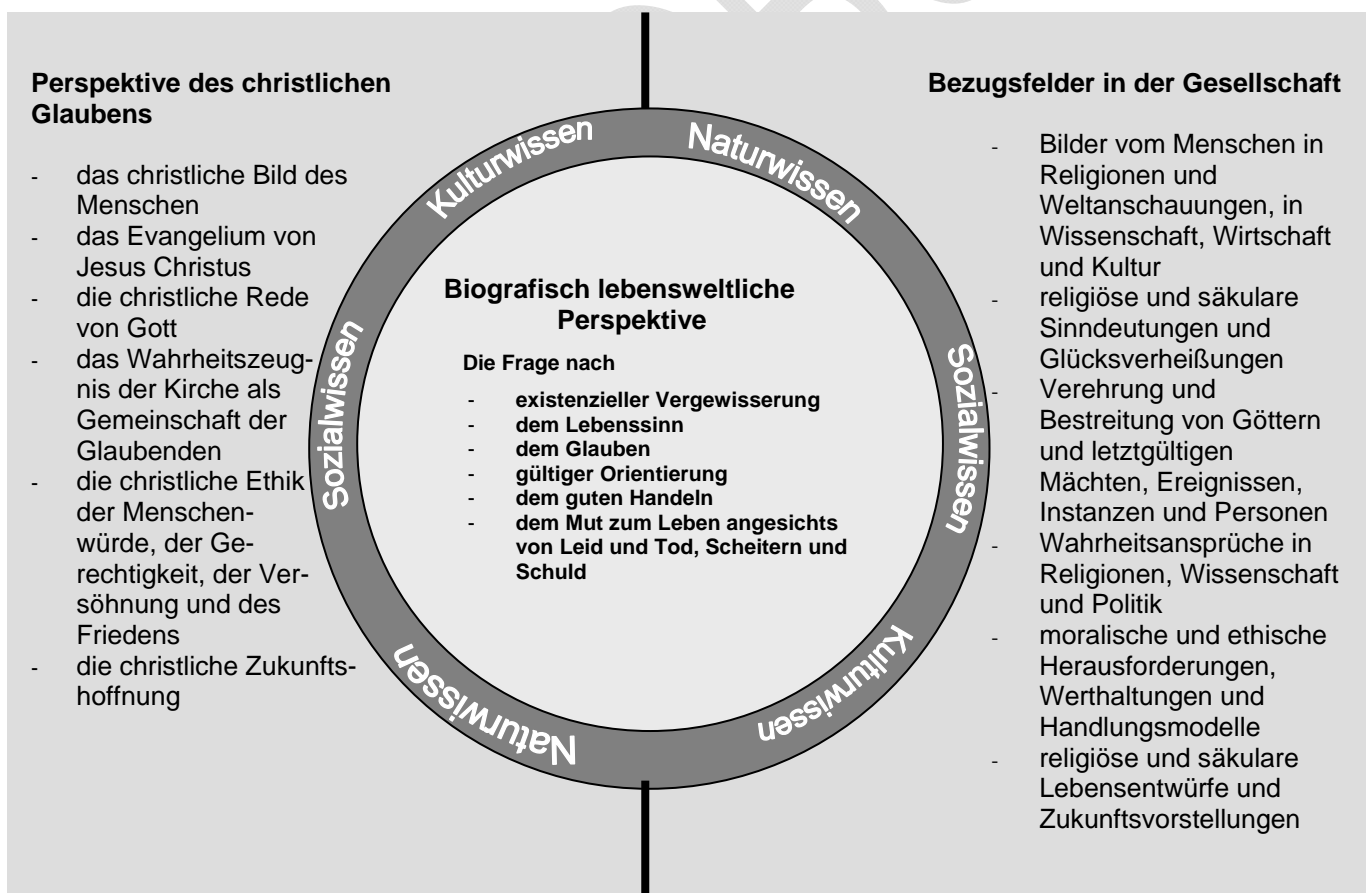 Perspektive des christlichen
Glaubens
- das christliche Bild des
Menschen
- das Evangelium von
Jesus Christus
- die christliche Rede
von Gott
- das Wahrheitszeug-
nis der Kirche als
Gemeinschaft der
Glaubenden
- die christliche Ethik
der Menschen-
würde, der Ge-
rechtigkeit, der Ver-
söhnung und des
Friedens
- die christliche Zukunfts-
hoffnung
Kulturwissen
Naturwissen
Sozialwissen
Sozialwissen
Naturwissen
Kulturwissen
Biografisch lebensweltliche
Perspektive
Die Frage nach
- existenzieller Vergewisserung
- dem Lebenssinn
- dem Glauben
- gültiger Orientierung
- dem guten Handeln
- dem Mut zum Leben angesichts
von Leid und Tod, Scheitern und
Schuld
Bezugsfelder in der Gesellschaft
- Bilder vom Menschen in
Religionen und
Weltanschauungen, in
Wissenschaft, Wirtschaft
und Kultur
- religiöse und säkulare
Sinndeutungen und
Glücksverheißungen
- Verehrung und
Bestreitung von Göttern
und letztgültigen
Mächten, Ereignissen,
Instanzen und Personen
- Wahrheitsansprüche in
Religionen, Wissenschaft
und Politik
- moralische und ethische
Herausforderungen,
Werthaltungen und
Handlungsmodelle
- religiöse und säkulare
Lebensentwürfe und
Zukunftsvorstellungen